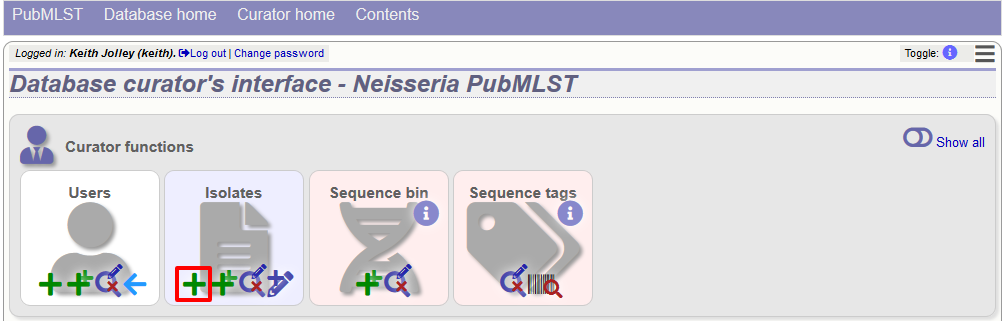 PubMLST Database home Curator home Contents
Logged in: Keith Jolley (keith). Log out | Change password Toggle:
Database curator's interface - Neisseria PubMLST
Curator functions Show all
Users Isolates Sequence bin Sequence tags